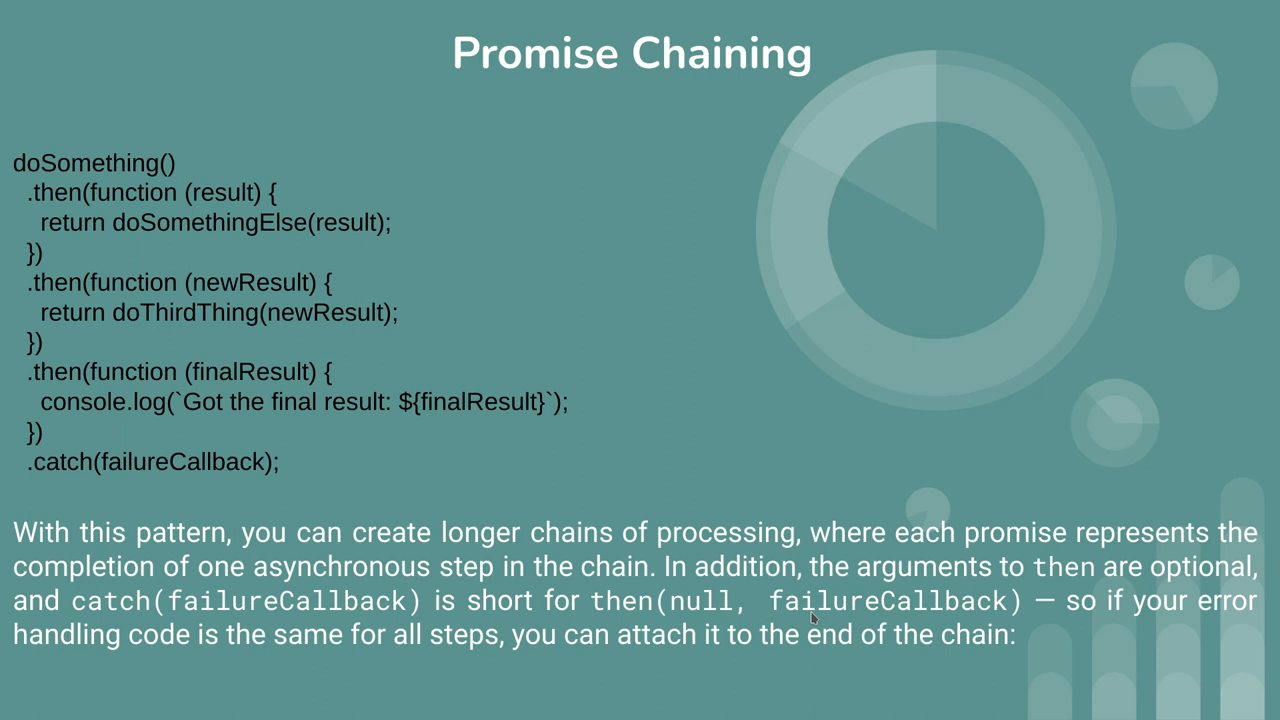 Promise Chaining
doSomething()
  .then(function (result) {
    return doSomethingElse(result);
  })
  .then(function (newResult) {
    return doThirdThing(newResult);
  })
  .then(function (finalResult) {
    console.log(`Got the final result: ${finalResult}`);
  })
  .catch(failureCallback);
With this pattern, you can create longer chains of processing, where each promise represents the
completion of one asynchronous step in the chain. In addition, the arguments to then are optional,
and catch(failureCallback) is short for then(null, failureCallback) — so if your error
handling code is the same for all steps, you can attach it to the end of the chain: